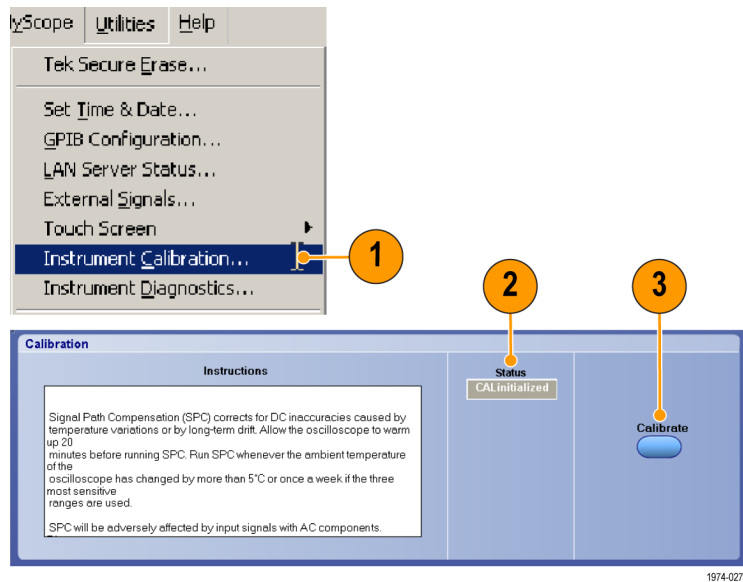 lyScope Utilities Help
Tek Secure Erase...
Set Time & Date...
GPIB Configuration...
LAN Server Status...
External Signals...
Touch Screen
Instrument Calibration...
Instrument Diagnostics...
1
2
3
Calibration
Instructions
Signal Path Compensation (SPC) corrects for DC inaccuracies caused by
temperature variations or by long-term drift. Allow the oscilloscope to warm
up 20
minutes before running SPC. Run SPC whenever the ambient temperature
of the
oscilloscope has changed by more than 5°C or once a week if the three
most sensitive
ranges are used.
SPC will be adversely affected by input signals with AC components.
Status
CALinitialized
Calibrate
1974-027